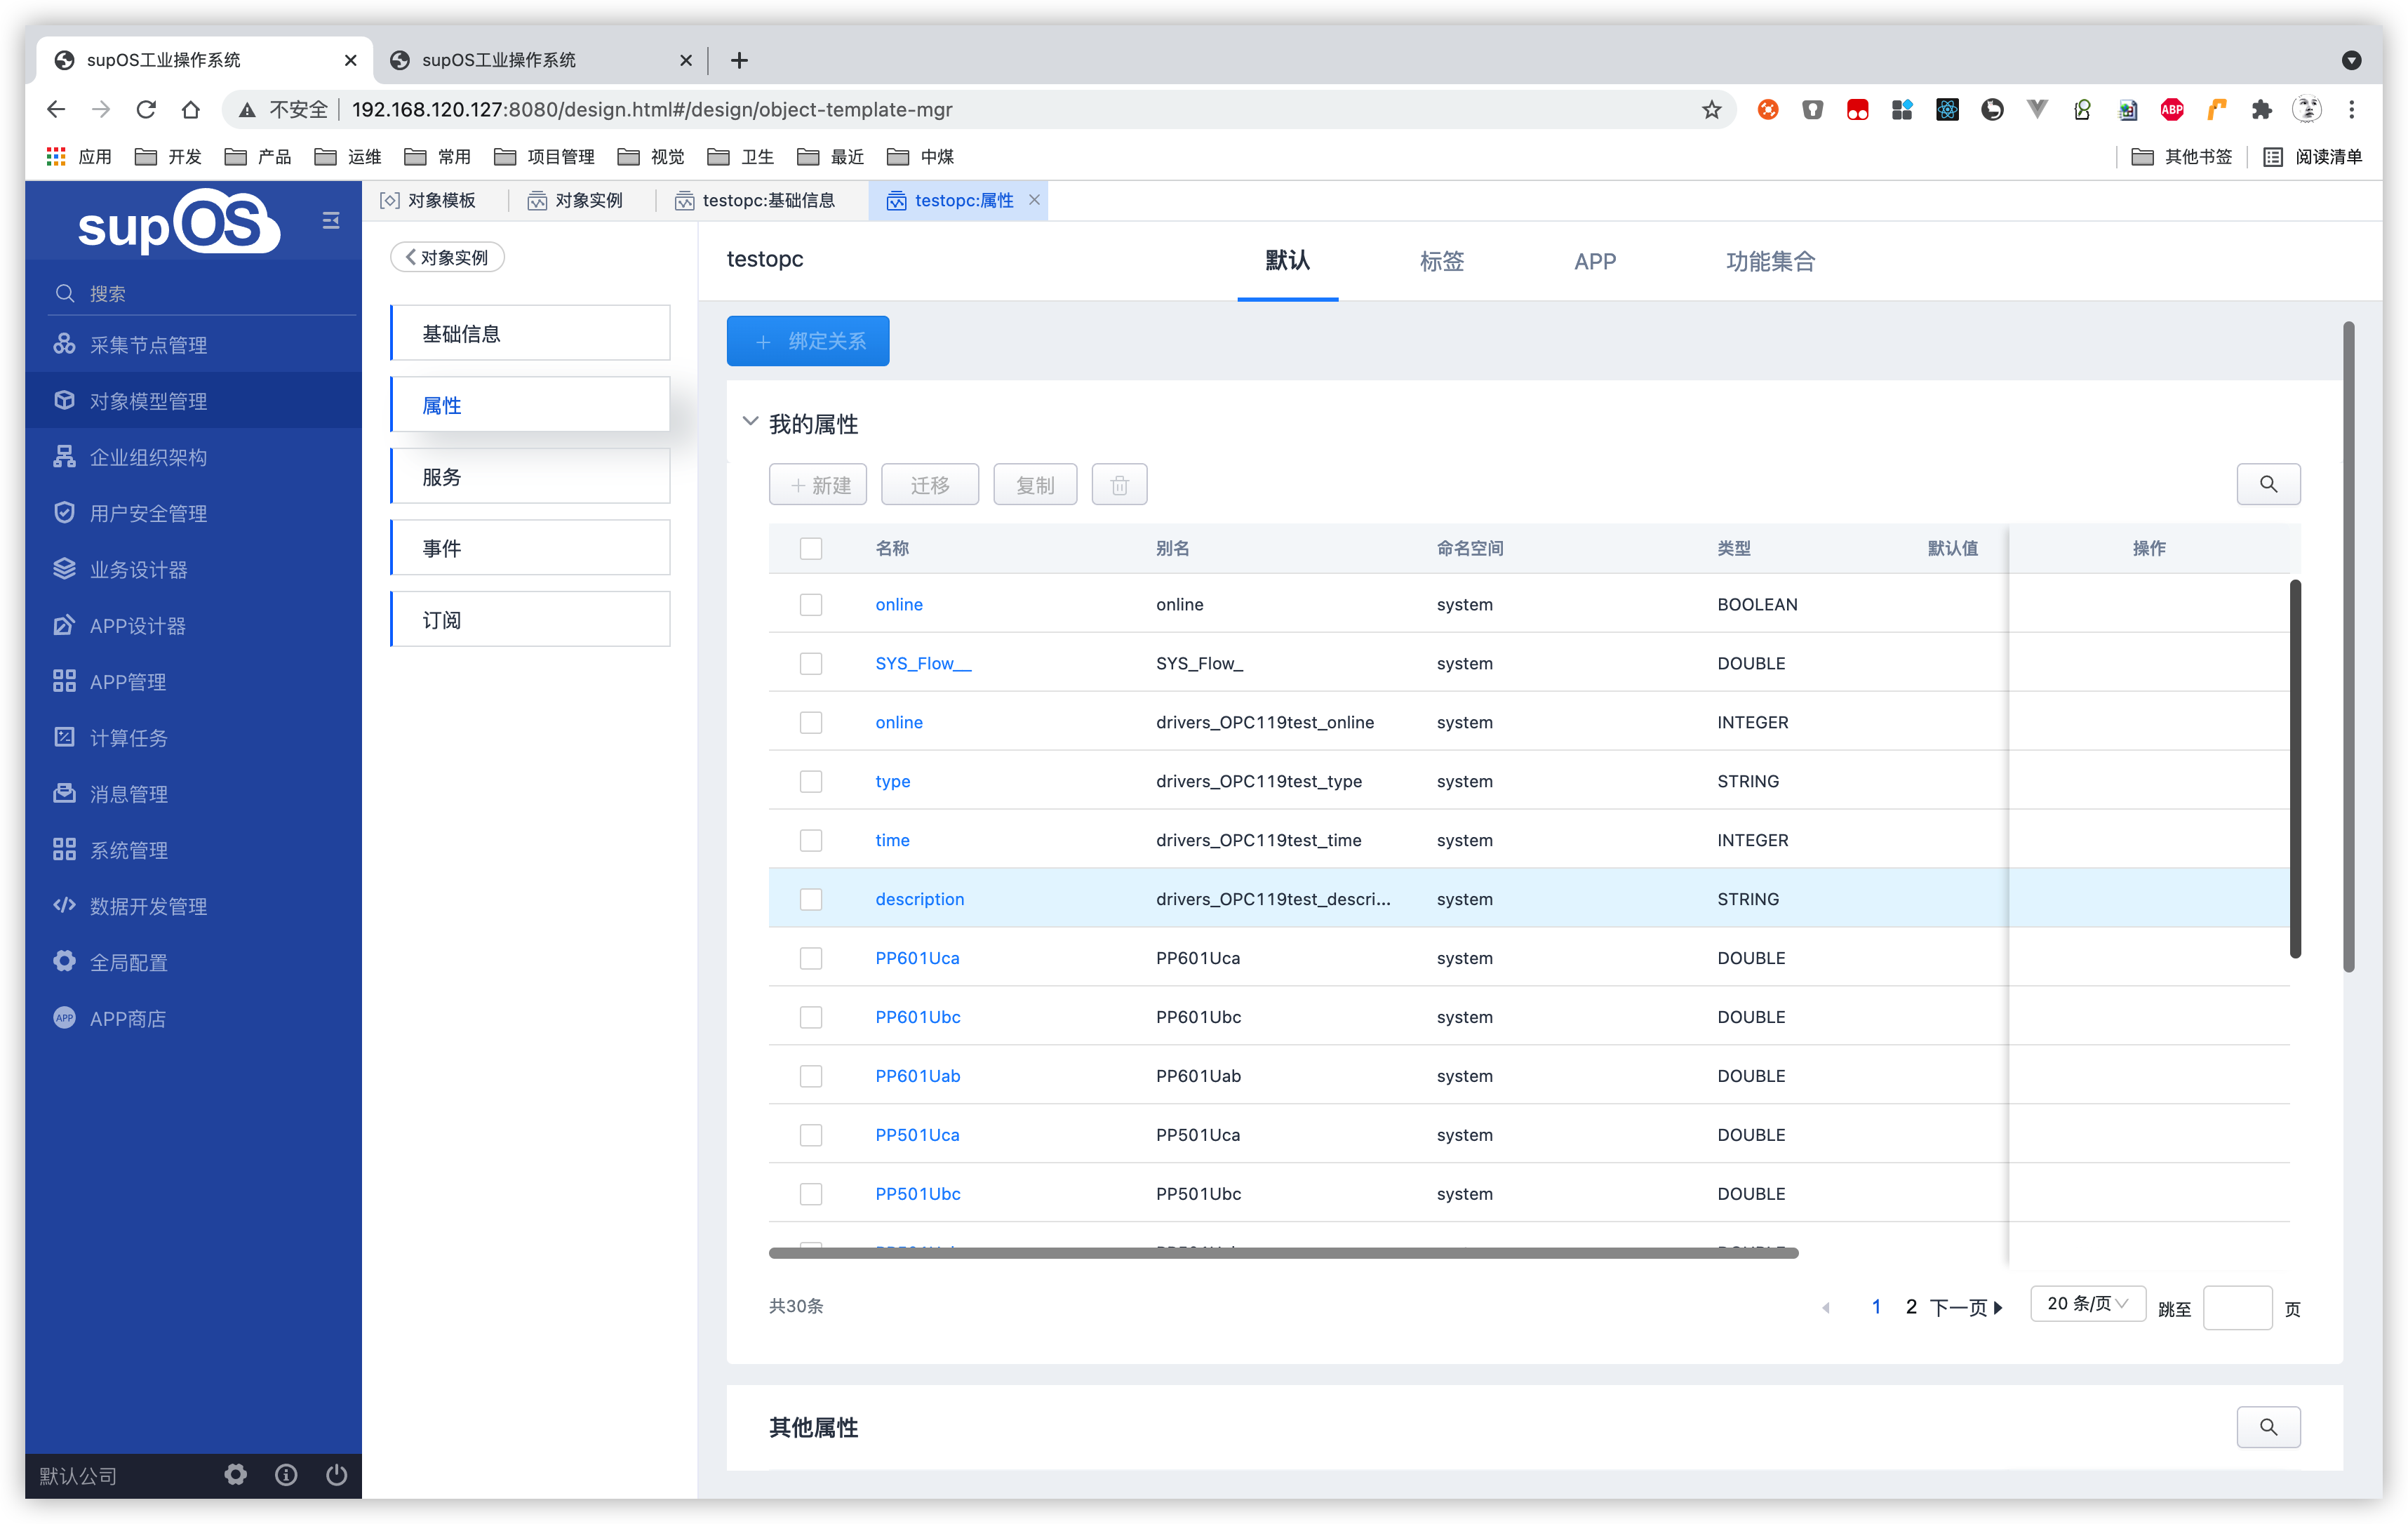 supOS工业操作系统
supOS工业操作系统
不安全
192.168.120.127:8080/design.html#/design/object-template-mgr
ABP
应用 开发 产品 运维 常用 项目管理 视觉 卫生 最近 中煤 其他书签 阅读清单
supOS
搜索
采集节点管理
对象模型管理
企业组织架构
用户安全管理
业务设计器
APP设计器
APP管理
计算任务
消息管理
系统管理
数据开发管理
全局配置
APP APP商店
默认公司
对象模板 对象实例 testopc:基础信息 testopc:属性
对象实例
基础信息
属性
服务
事件
订阅
testopc
默认 标签 APP 功能集合
+ 绑定关系
我的属性
+ 新建 迁移 复制
名称 别名 命名空间 类型 默认值 操作
online online system BOOLEAN
SYS_Flow__ SYS_Flow_ system DOUBLE
online drivers_OPC119test_online system INTEGER
type drivers_OPC119test_type system STRING
time drivers_OPC119test_time system INTEGER
description drivers_OPC119test_descri... system STRING
PP601Uca PP601Uca system DOUBLE
PP601Ubc PP601Ubc system DOUBLE
PP601Uab PP601Uab system DOUBLE
PP501Uca PP501Uca system DOUBLE
PP501Ubc PP501Ubc system DOUBLE
共30条
1 2 下一页 20 条/页 跳至 页
其他属性